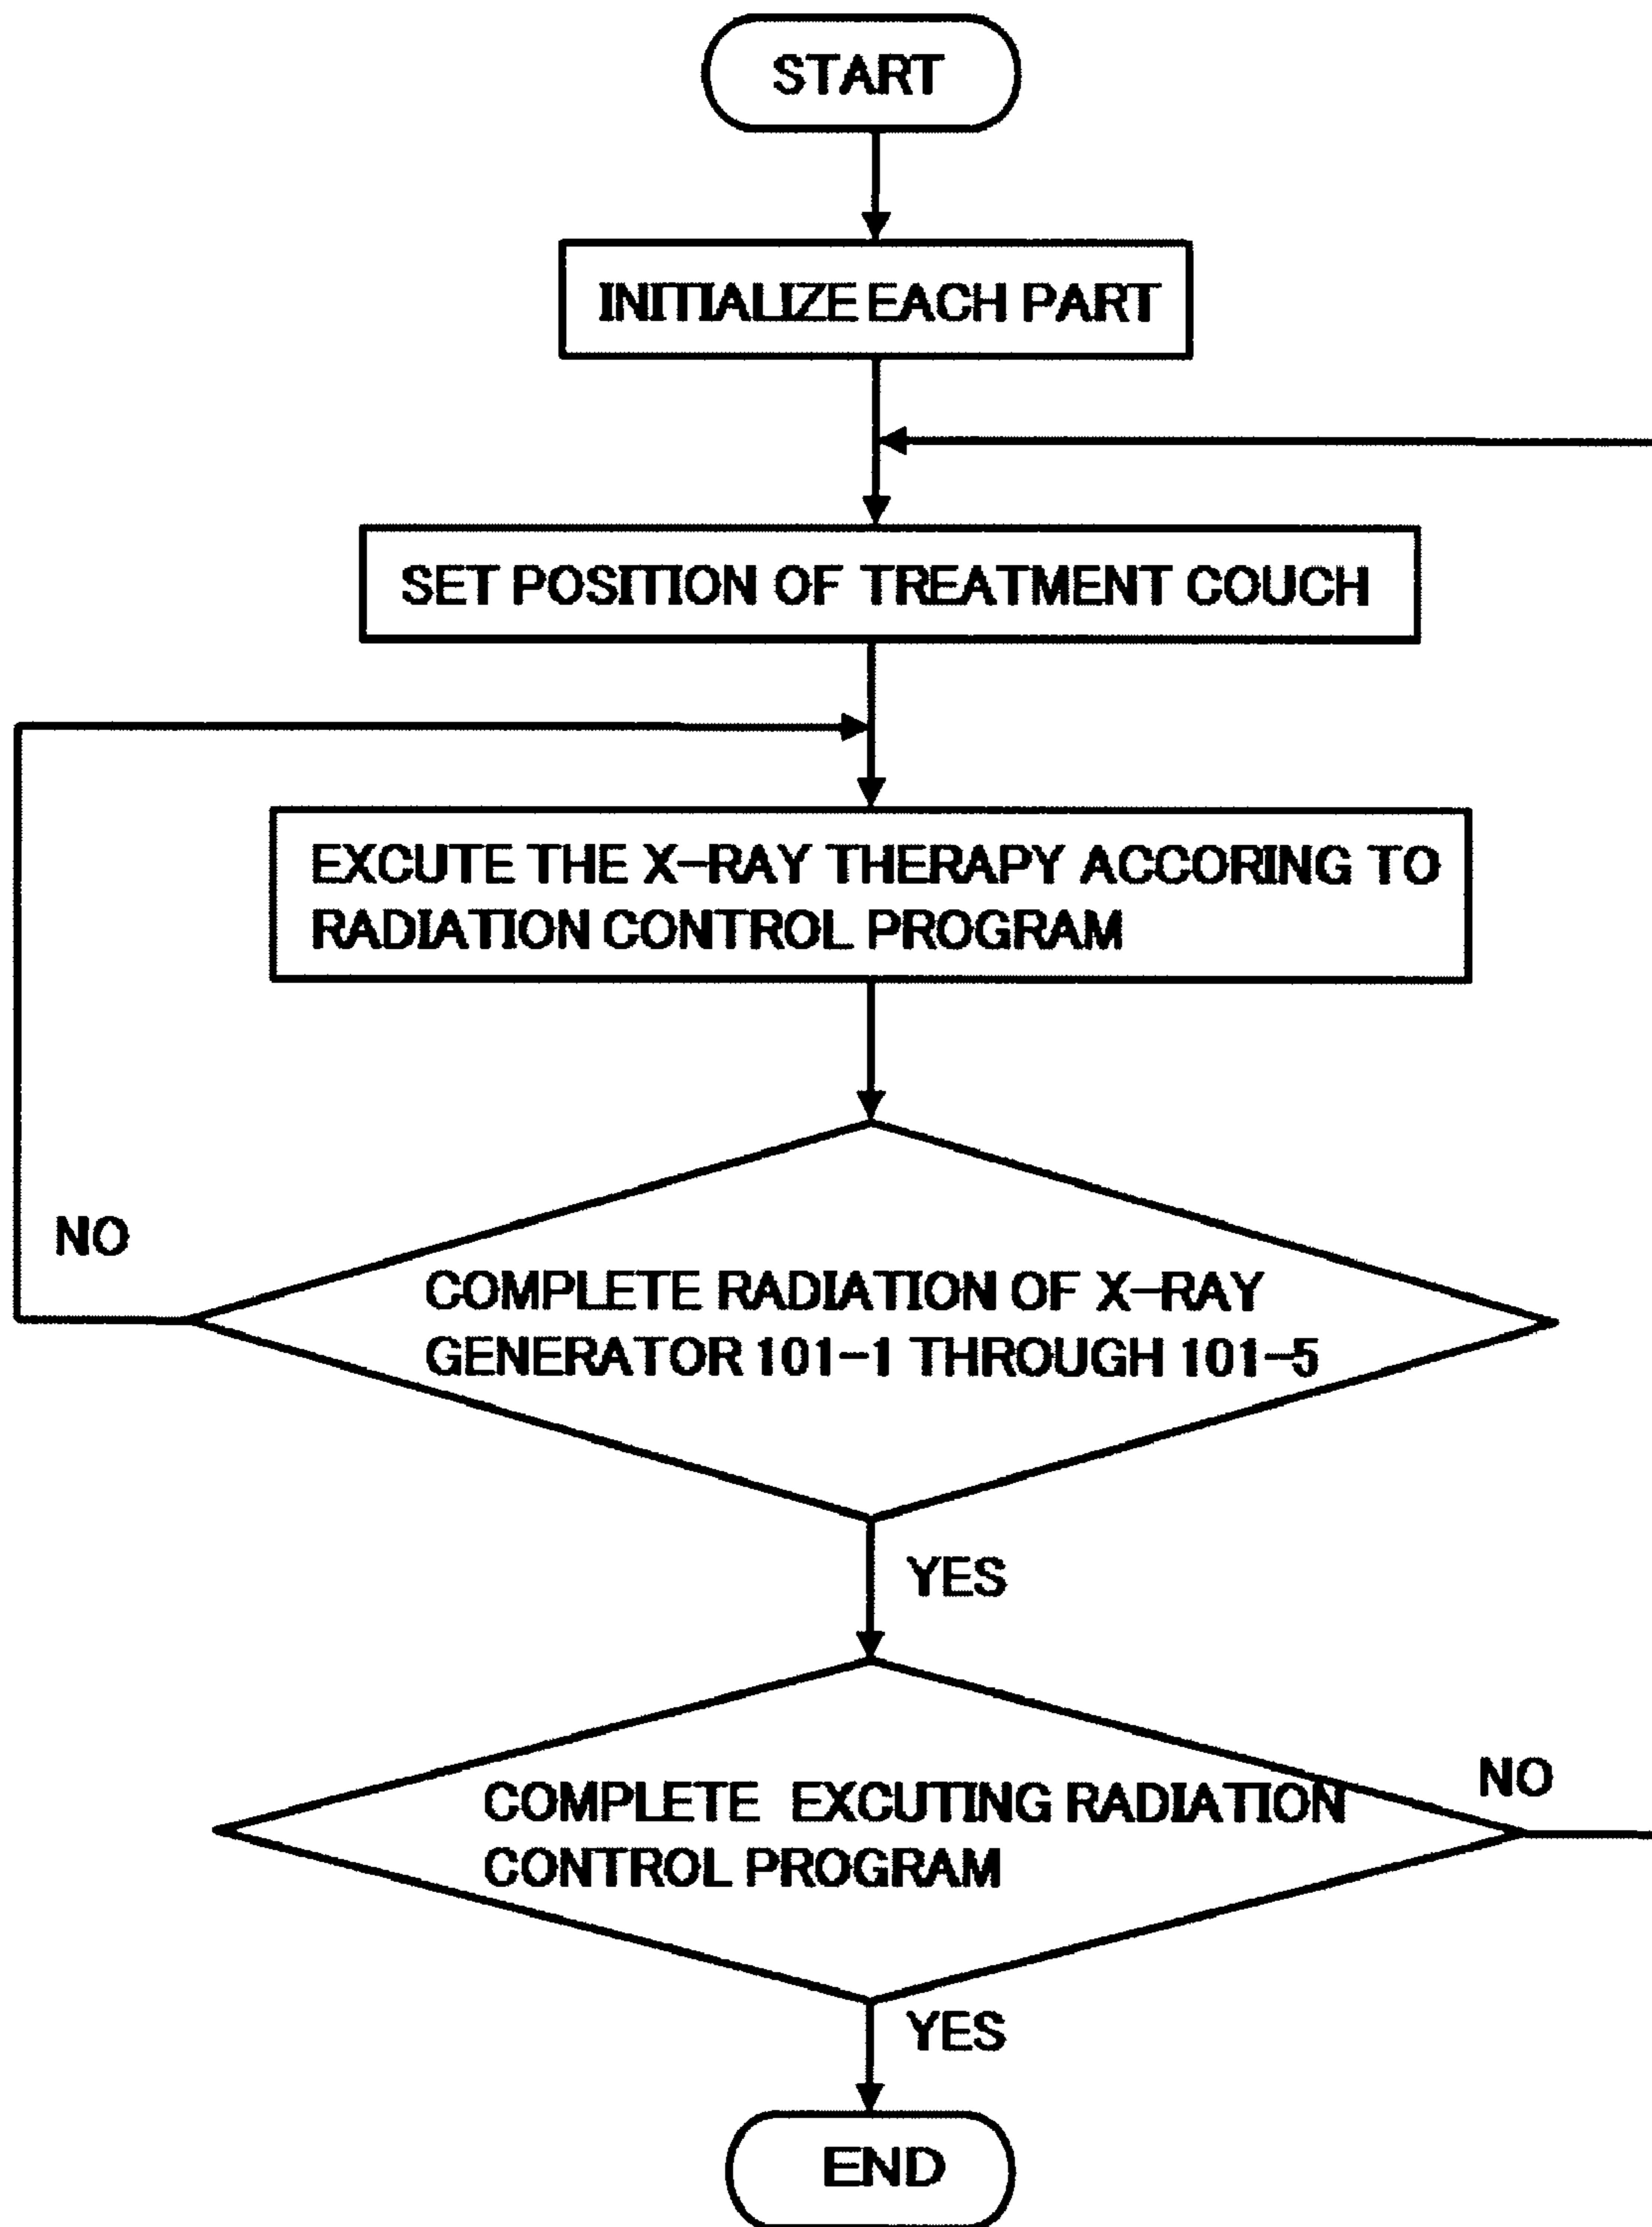 START
INITIALIZE EACH PART
SET POSITION OF TREATMENT COUCH
EXCUTE THE X-RAY THERAPY ACCORING TO
RADIATION CONTROL PROGRAM
NO
COMPLETE RADIATION OF X-RAY
GENERATOR 101-1 THROUGH 101-5
YES
NO
COMPLETE EXCUTING RADIATION
CONTROL PROGRAM
YES
END